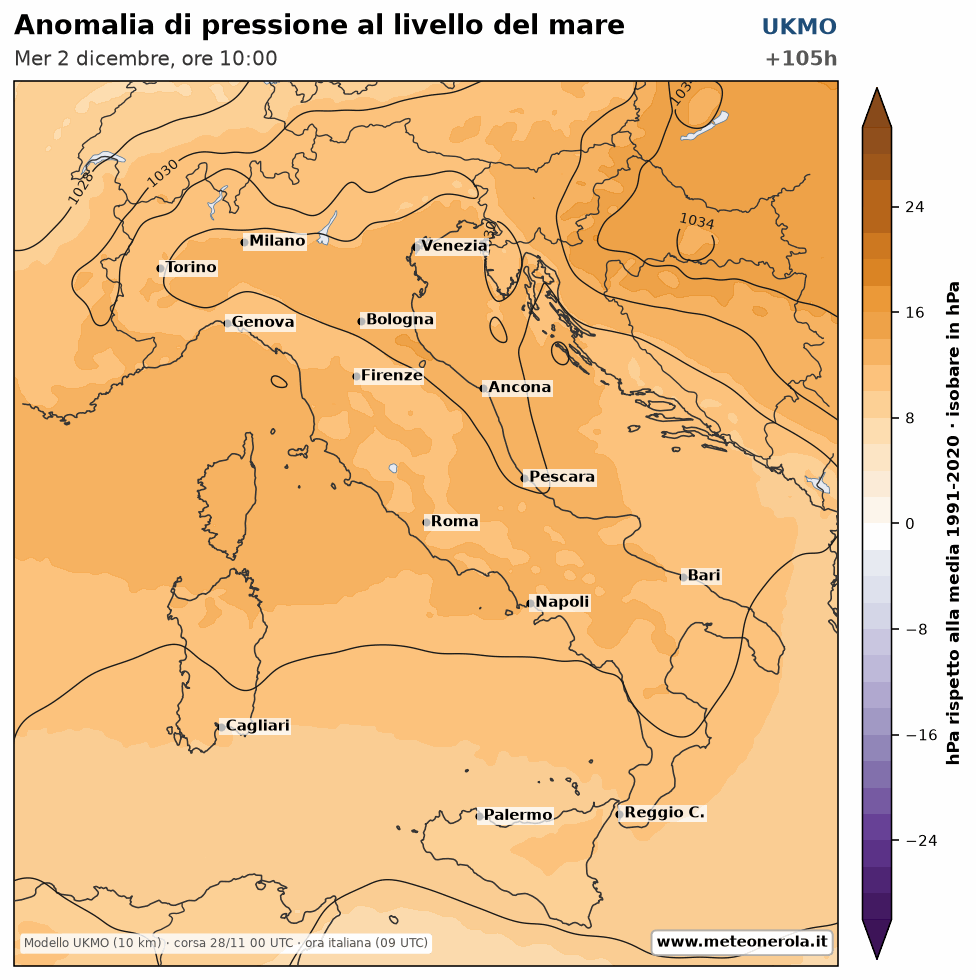 Anomalia di pressione al livello del mare
UKMO
Mer 2 dicembre, ore 10:00
+105h
1028
1030
1034
Milano
Venezia
Torino
Genova
Bologna
Firenze
Ancona
Pescara
Roma
Bari
Napoli
Cagliari
Palermo
Reggio C.
24
16
8
0
−8
−16
−24
hPa rispetto alla media 1991-2020 · isobare in hPa
Modello UKMO (10 km) · corsa 28/11 00 UTC · ora italiana (09 UTC)
www.meteonerola.it